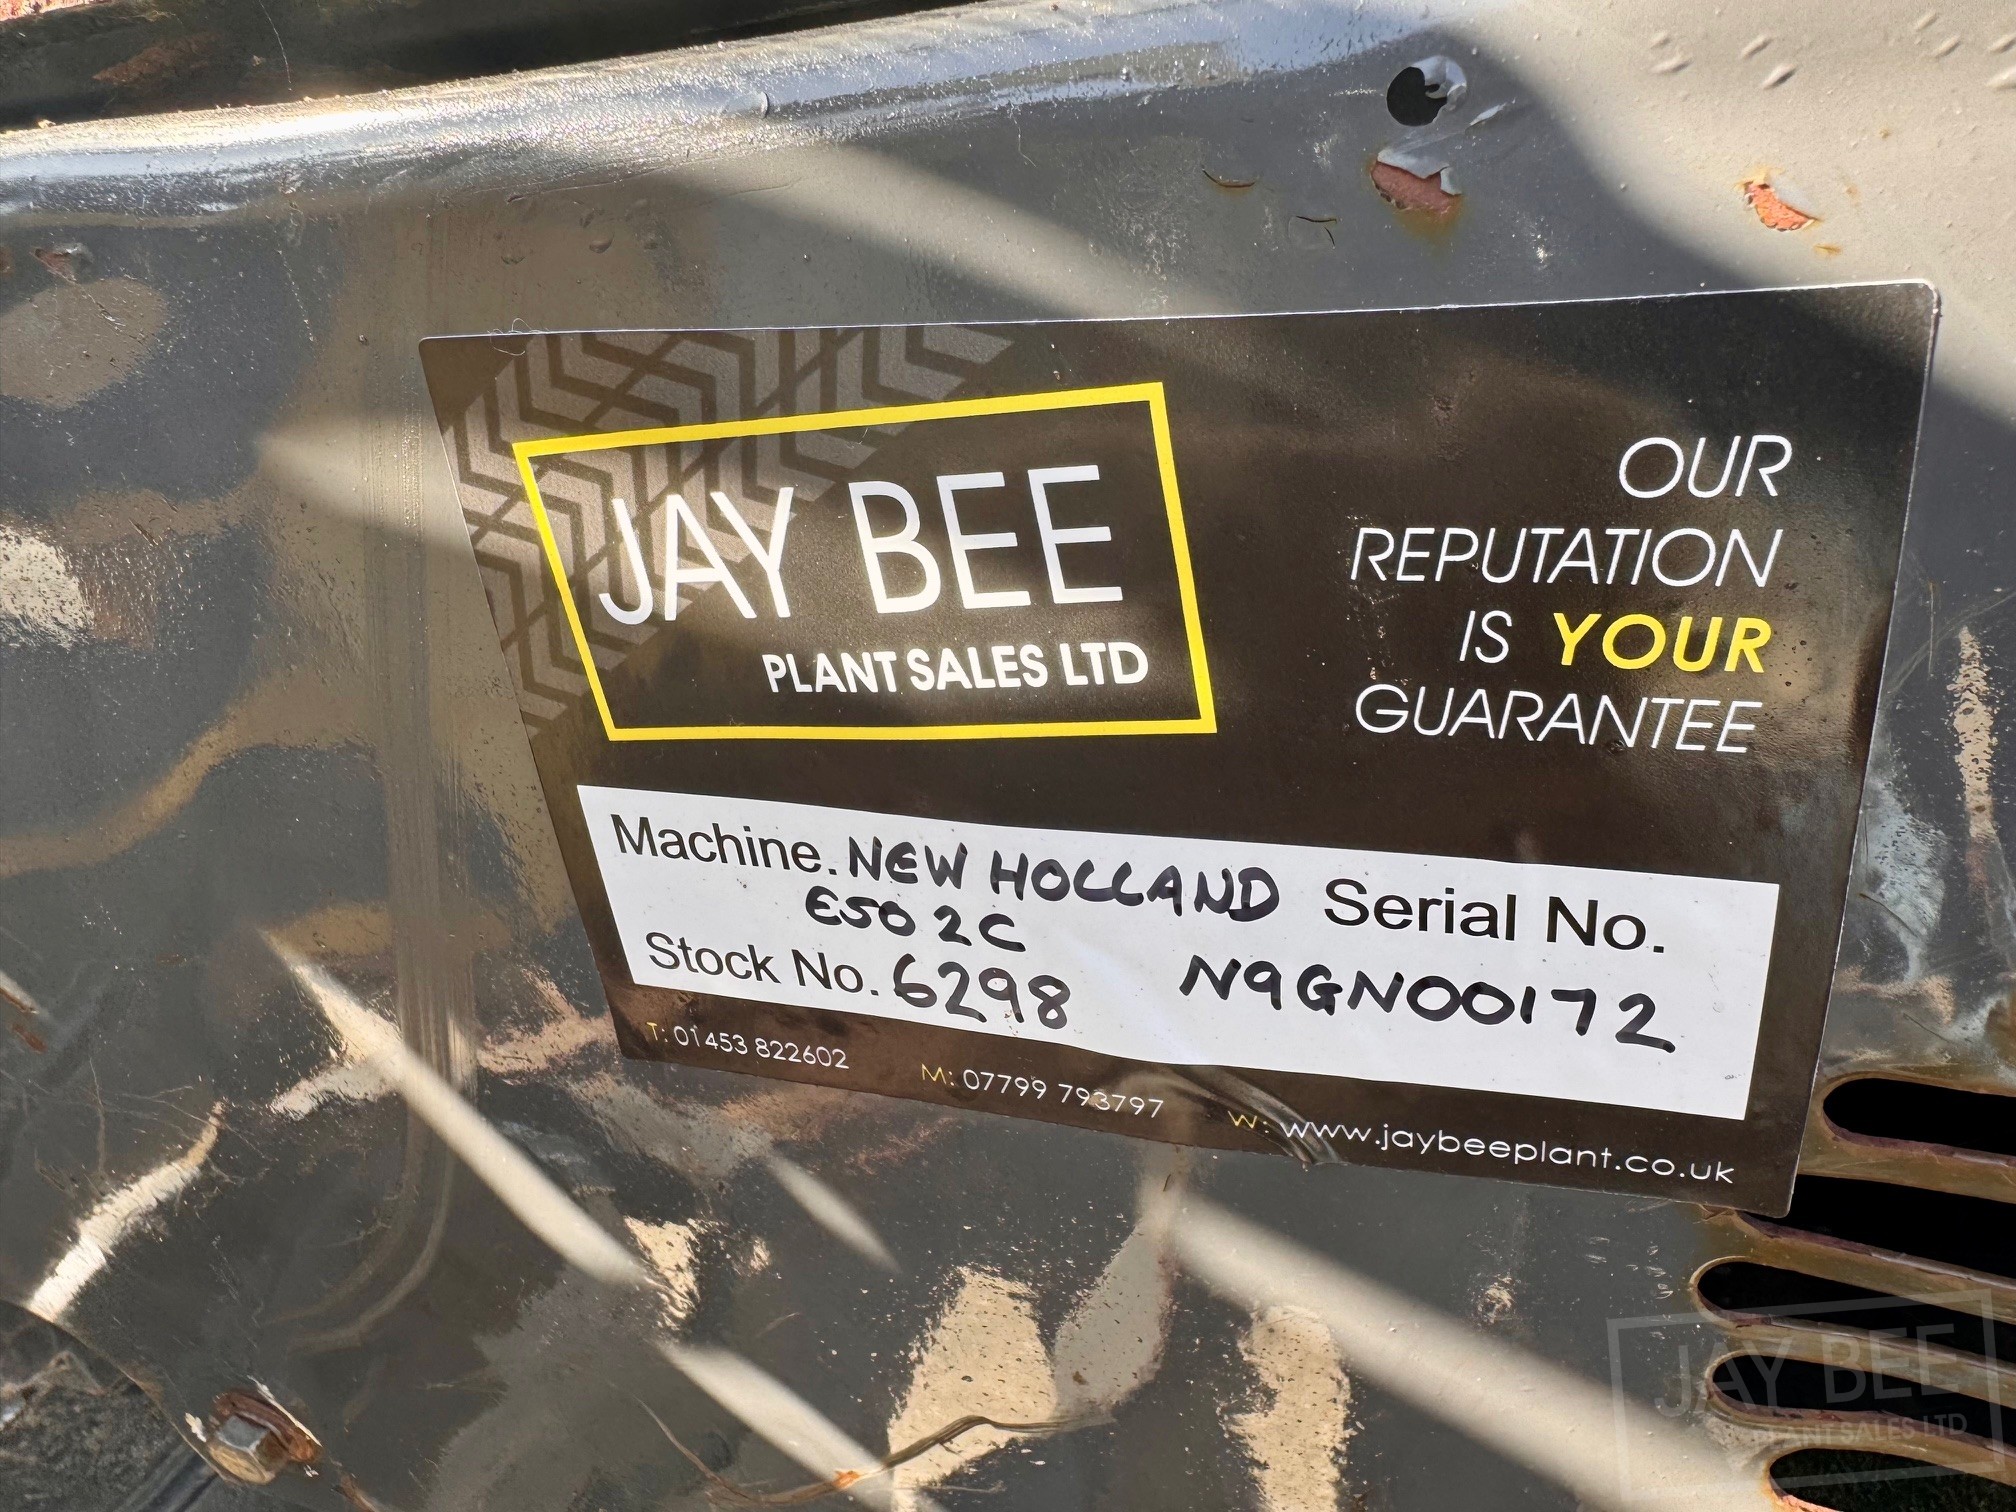 JAY BEE
PLANT SALES LTD
OUR
REPUTATION
IS YOUR
GUARANTEE
Machine. NEW HOLLAND
E50 2C
Stock No. 6298
Serial No.
N9GN00172
T: 01453 822602 M: 07799 793797 W: www.jaybeeplant.co.uk
JAY BEE
PLANT SALES LTD